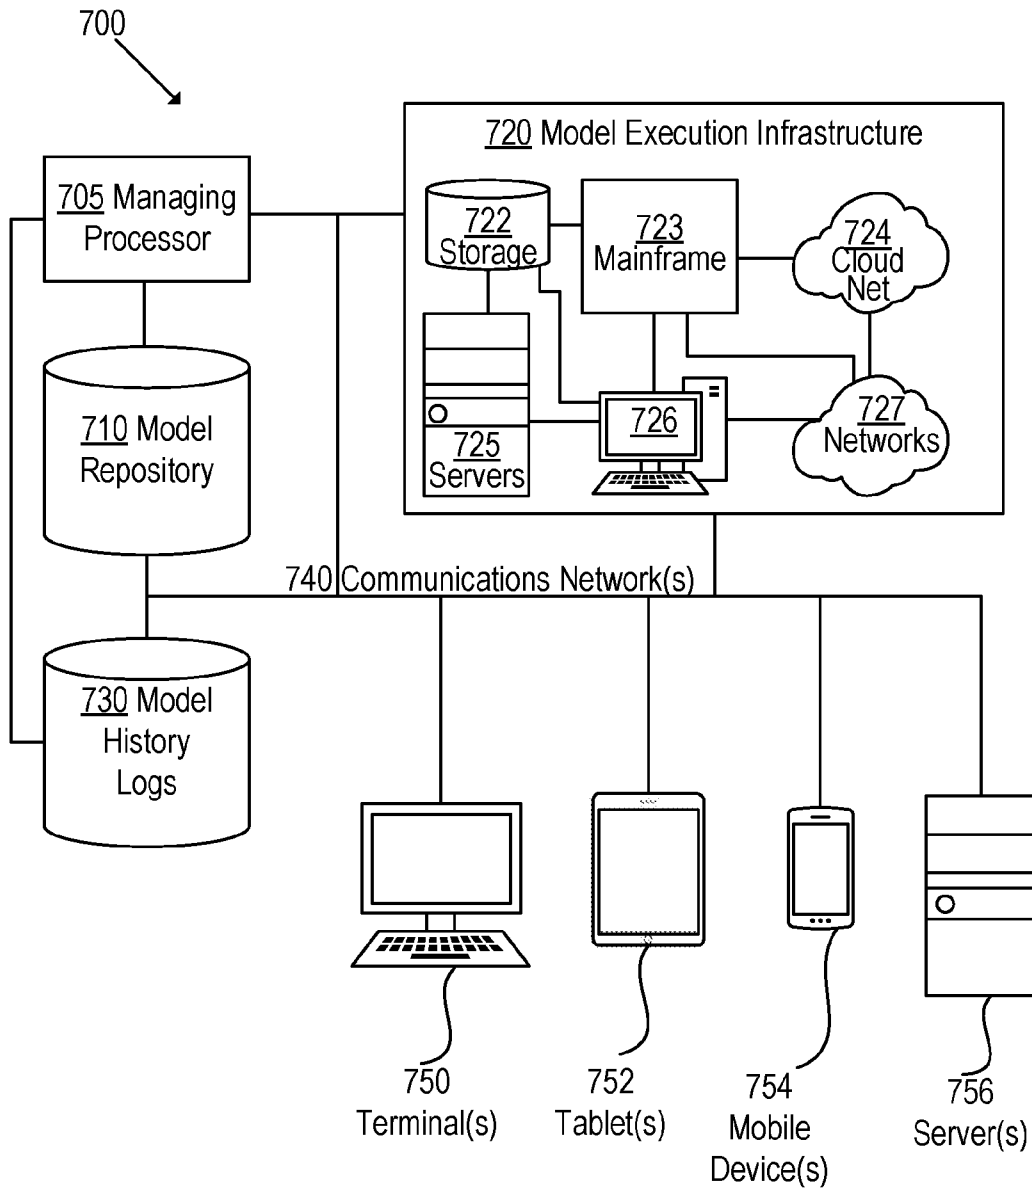 700
720 Model Execution Infrastructure
705 Managing
Processor
722
Storage
723
Mainframe
724
Cloud
Net
710 Model
Repository
725
Servers
726
727
Networks
740 Communications Network(s)
730 Model
History
Logs
750
Terminal(s)
752
Tablet(s)
754
Mobile
Device(s)
756
Server(s)